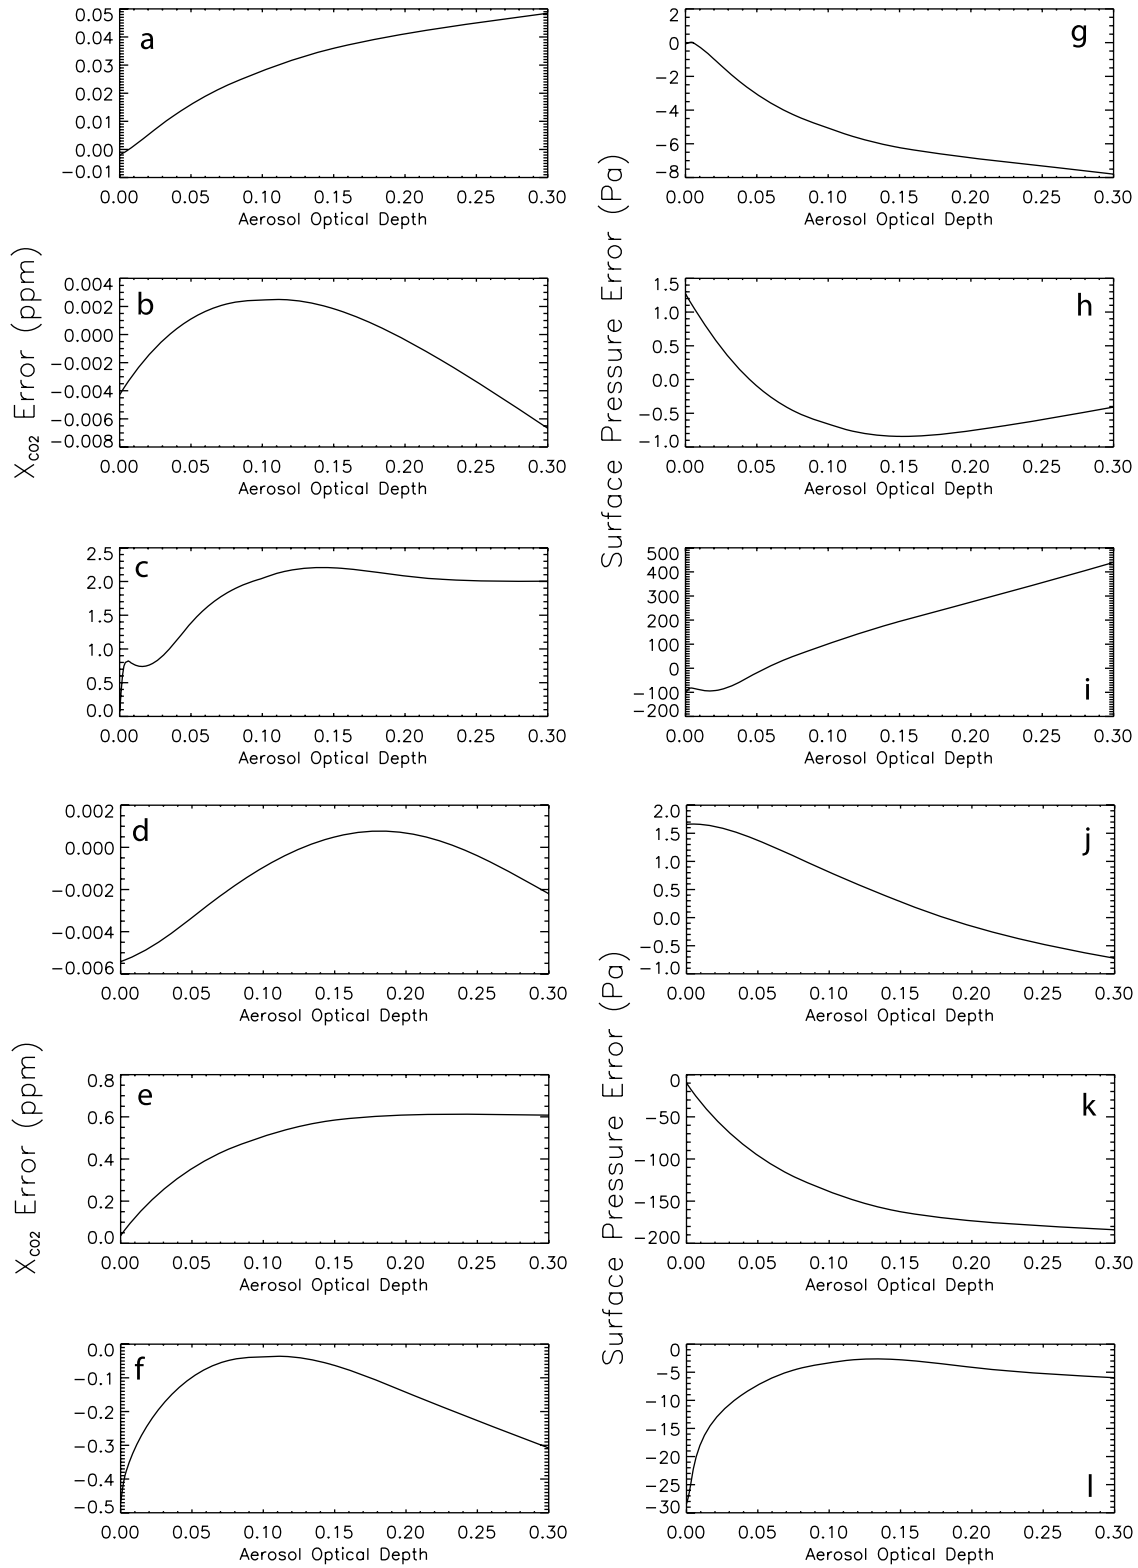 a
0.05
0.04
0.03
0.02
0.01
0.00
−0.01
0.00 0.05 0.10 0.15 0.20 0.25 0.30
Aerosol Optical Depth
g
2
0
−2
−4
−6
−8
0.00 0.05 0.10 0.15 0.20 0.25 0.30
Aerosol Optical Depth
X_CO2 Error (ppm)
b
0.004
0.002
0.000
−0.002
−0.004
−0.006
−0.008
0.00 0.05 0.10 0.15 0.20 0.25 0.30
Aerosol Optical Depth
Surface Pressure Error (Pa)
h
1.5
1.0
0.5
0.0
−0.5
−1.0
0.00 0.05 0.10 0.15 0.20 0.25 0.30
Aerosol Optical Depth
c
2.5
2.0
1.5
1.0
0.5
0.0
0.00 0.05 0.10 0.15 0.20 0.25 0.30
Aerosol Optical Depth
i
500
400
300
200
100
0
−100
−200
0.00 0.05 0.10 0.15 0.20 0.25 0.30
Aerosol Optical Depth
d
0.002
0.000
−0.002
−0.004
−0.006
0.00 0.05 0.10 0.15 0.20 0.25 0.30
Aerosol Optical Depth
j
2.0
1.5
1.0
0.5
0.0
−0.5
−1.0
0.00 0.05 0.10 0.15 0.20 0.25 0.30
Aerosol Optical Depth
X_CO2 Error (ppm)
e
0.8
0.6
0.4
0.2
0.0
0.00 0.05 0.10 0.15 0.20 0.25 0.30
Aerosol Optical Depth
Surface Pressure Error (Pa)
k
0
−50
−100
−150
−200
0.00 0.05 0.10 0.15 0.20 0.25 0.30
Aerosol Optical Depth
f
0.0
−0.1
−0.2
−0.3
−0.4
−0.5
0.00 0.05 0.10 0.15 0.20 0.25 0.30
Aerosol Optical Depth
l
0
−5
−10
−15
−20
−25
−30
0.00 0.05 0.10 0.15 0.20 0.25 0.30
Aerosol Optical Depth